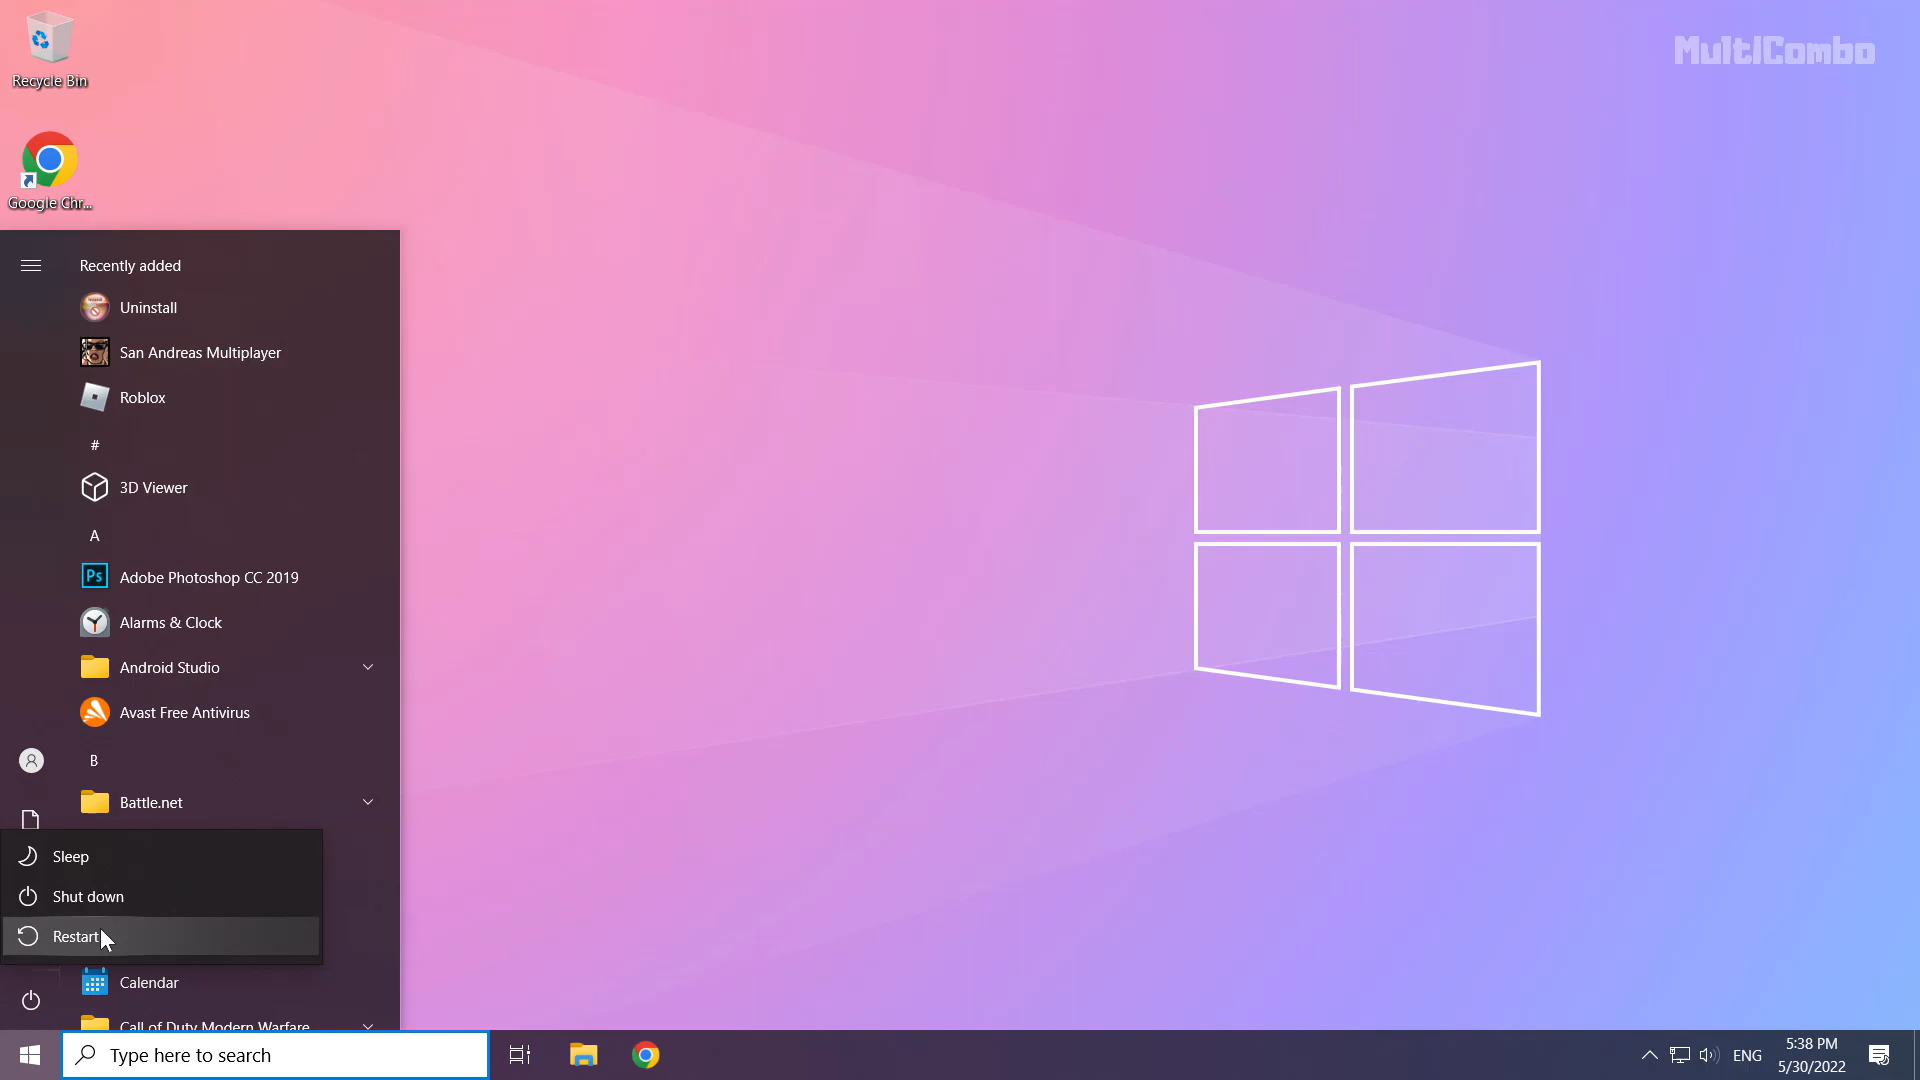 Recycle Bin
Google Chr...
MultiCombo
Recently added
Uninstall
San Andreas Multiplayer
Roblox
#
3D Viewer
A
Ps
Adobe Photoshop CC 2019
Alarms & Clock
Android Studio
Avast Free Antivirus
B
Battle.net
Sleep
Shut down
Restart
Calendar
Call of Duty Modern Warfare
Type here to search
ENG
5:38 PM
5/30/2022